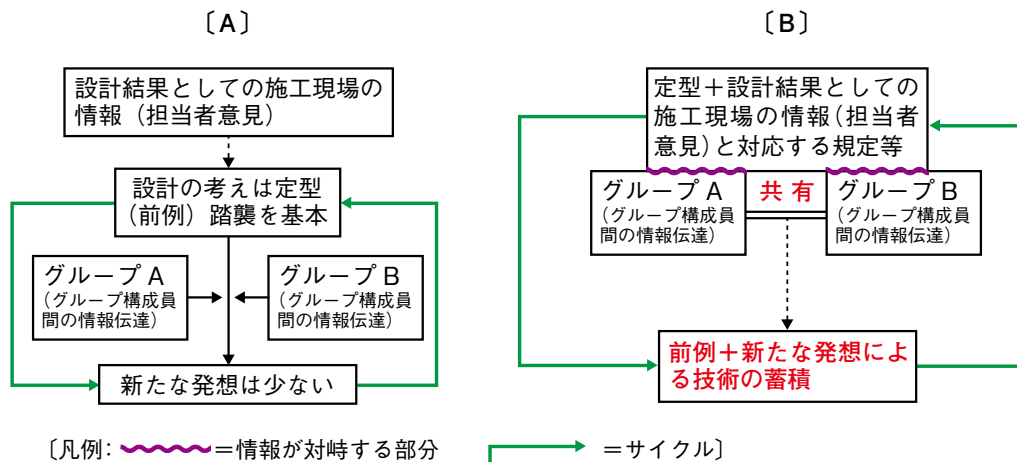 〔A〕
設計結果としての施工現場の
情報（担当者意見）
設計の考えは定型
（前例）踏襲を基本
グループA
（グループ構成員
間の情報伝達）
グループB
（グループ構成員
間の情報伝達）
新たな発想は少ない
〔B〕
定型＋設計結果としての
施工現場の情報（担当者
意見）と対応する規定等
グループA
（グループ構成員
間の情報伝達）
共有
グループB
（グループ構成員
間の情報伝達）
前例＋新たな発想によ
る技術の蓄積
〔凡例：＝情報が対峙する部分 ＝サイクル〕